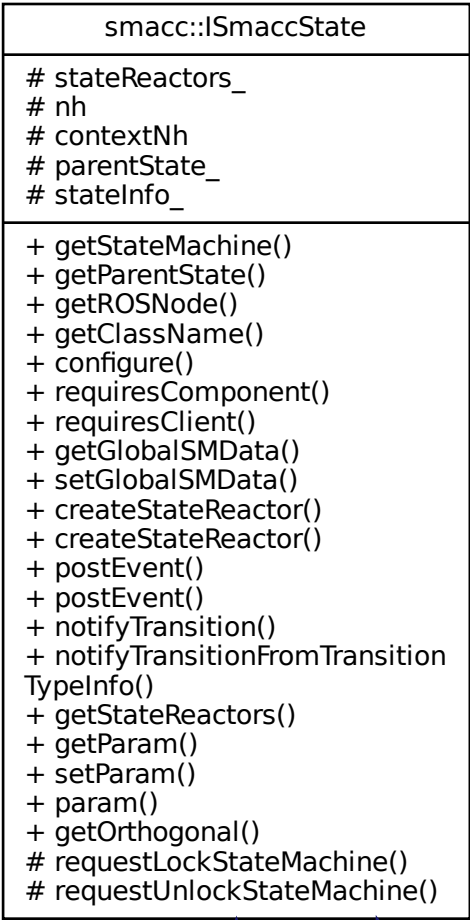 smacc::ISmaccState
# stateReactors_
# nh
# contextNh
# parentState_
# stateInfo_
+ getStateMachine()
+ getParentState()
+ getROSNode()
+ getClassName()
+ configure()
+ requiresComponent()
+ requiresClient()
+ getGlobalSMData()
+ setGlobalSMData()
+ createStateReactor()
+ createStateReactor()
+ postEvent()
+ postEvent()
+ notifyTransition()
+ notifyTransitionFromTransition
TypeInfo()
+ getStateReactors()
+ getParam()
+ setParam()
+ param()
+ getOrthogonal()
# requestLockStateMachine()
# requestUnlockStateMachine()